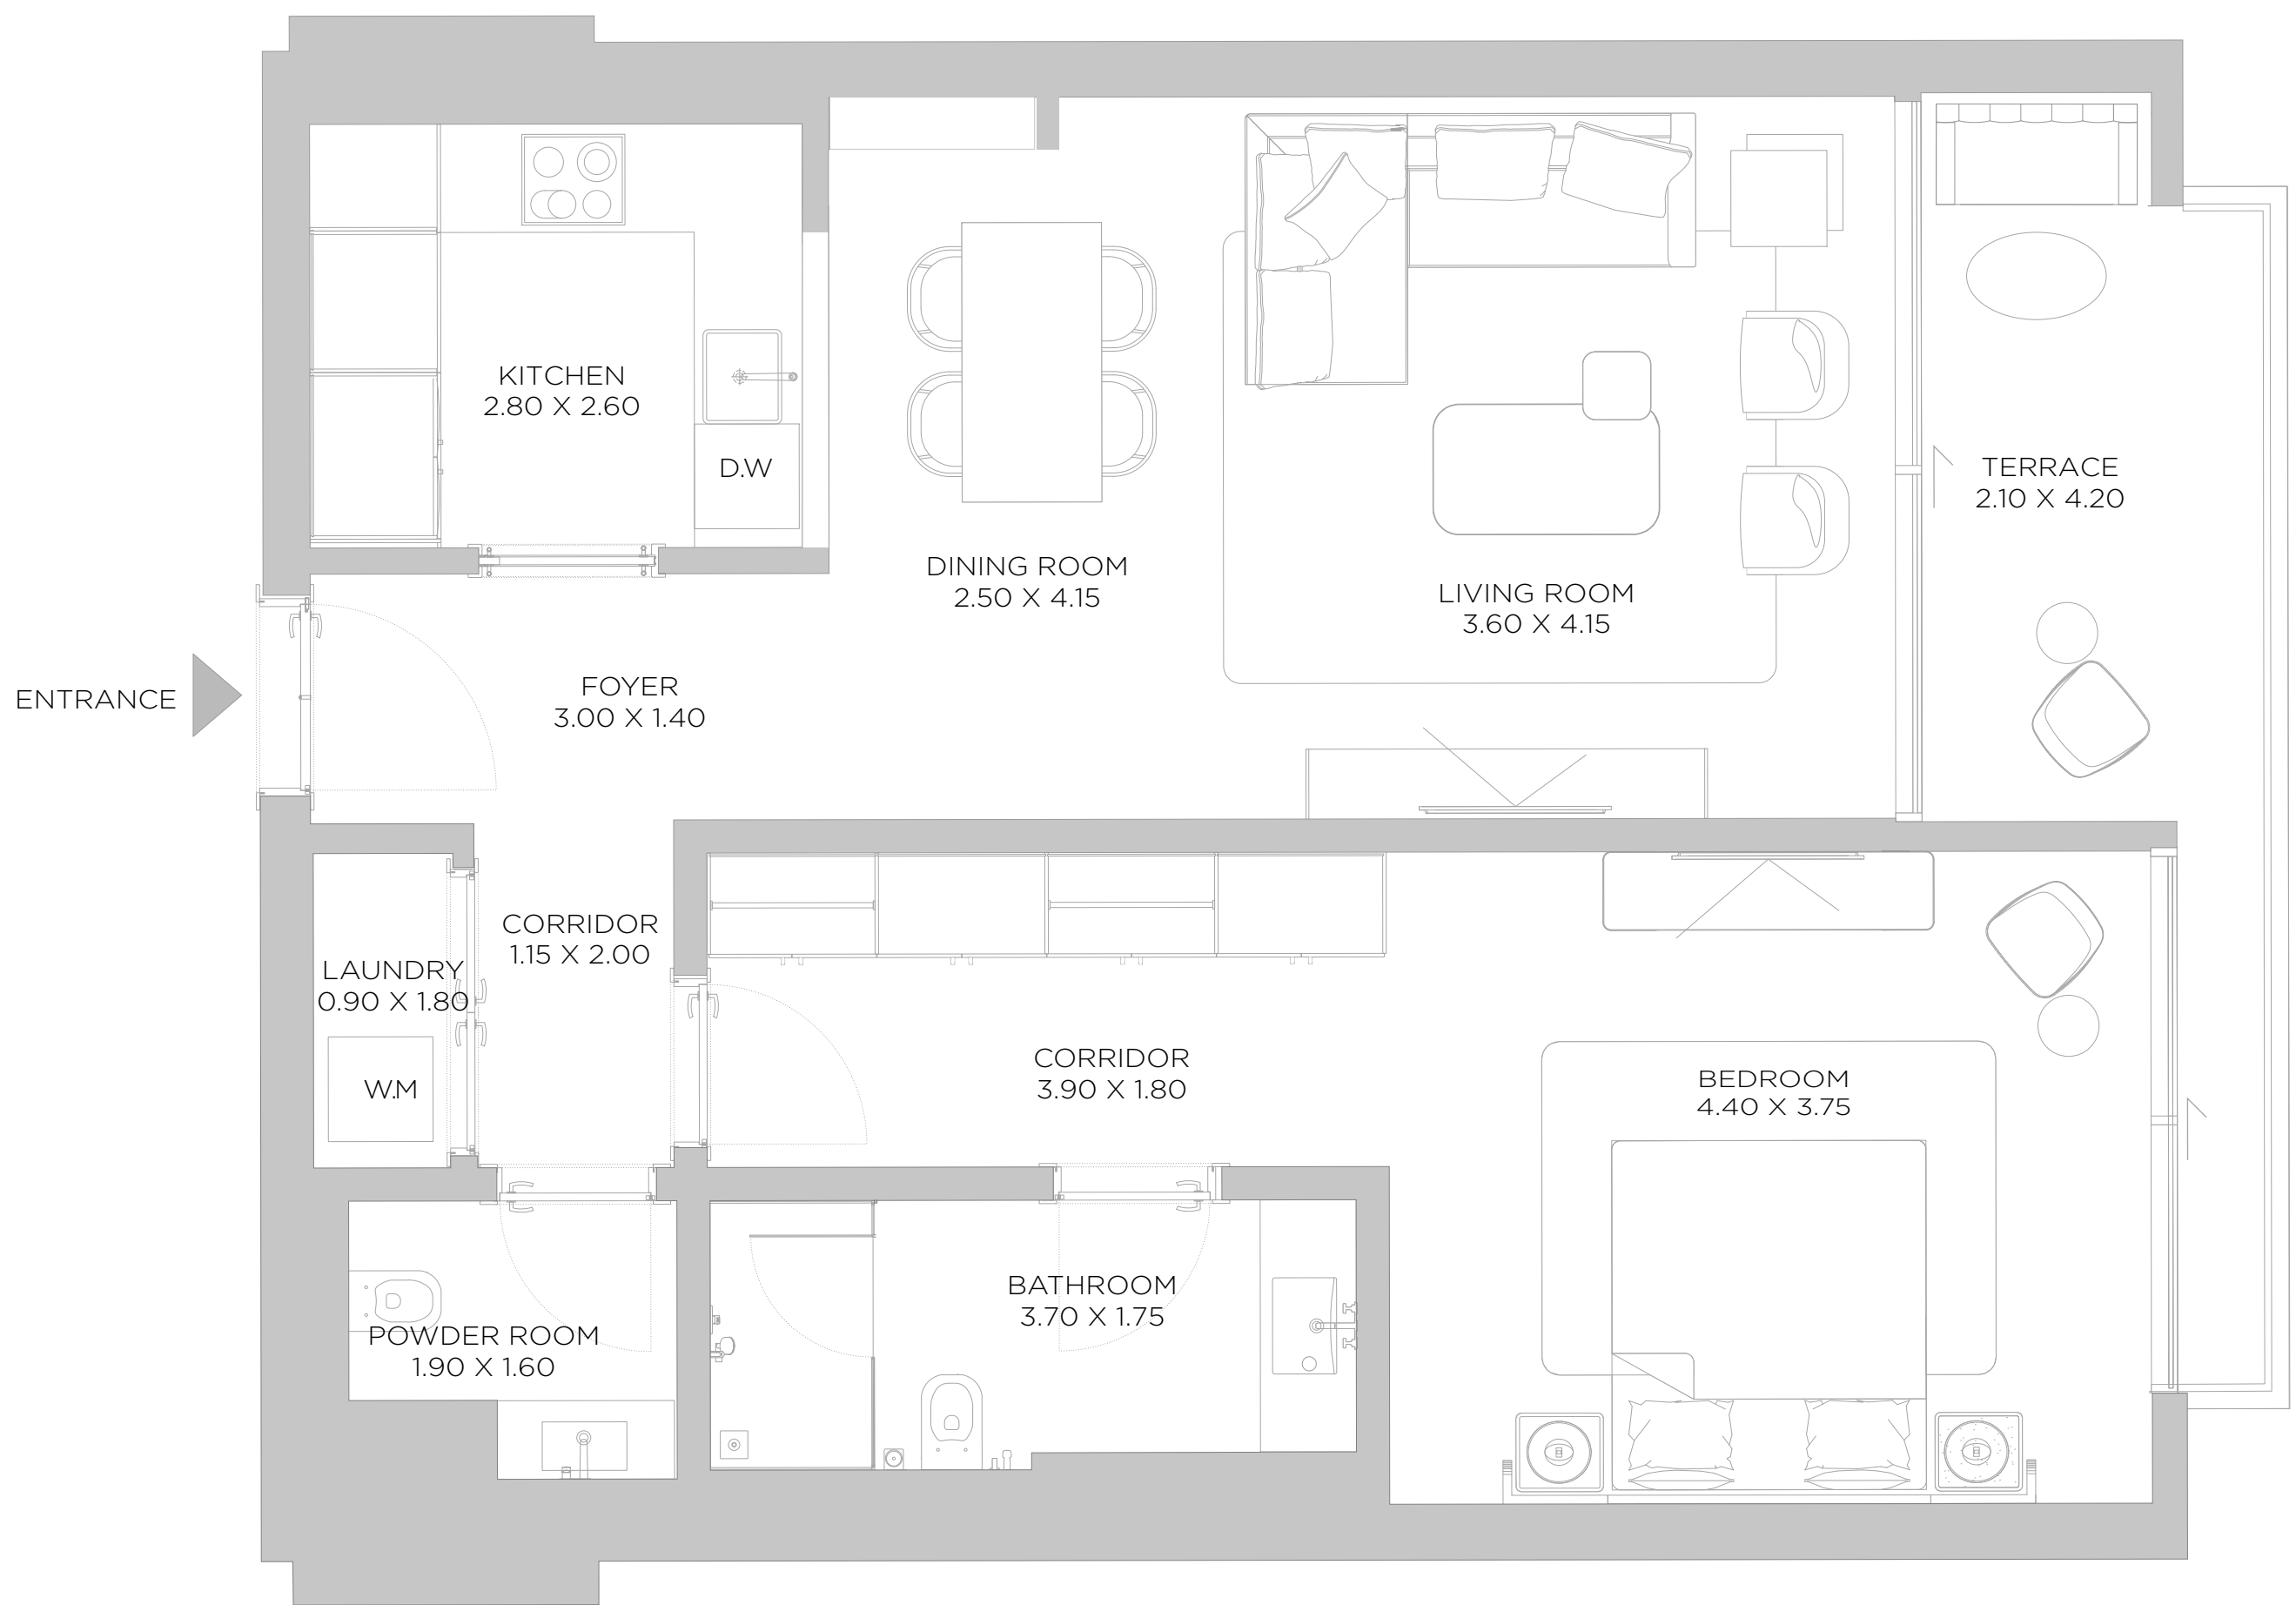 KITCHEN
2.80 X 2.60
D.W
TERRACE
2.10 X 4.20
DINING ROOM
2.50 X 4.15
LIVING ROOM
3.60 X 4.15
ENTRANCE
FOYER
3.00 X 1.40
CORRIDOR
1.15 X 2.00
LAUNDRY
0.90 X 1.80
W.M
CORRIDOR
3.90 X 1.80
BEDROOM
4.40 X 3.75
BATHROOM
3.70 X 1.75
POWDER ROOM
1.90 X 1.60